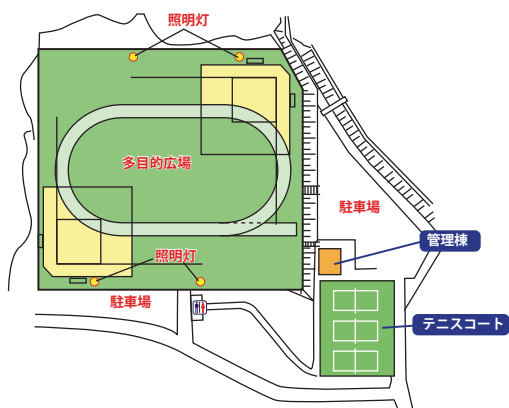 照明灯
多目的広場
駐車場
管理棟
照明灯
駐車場
テニスコート